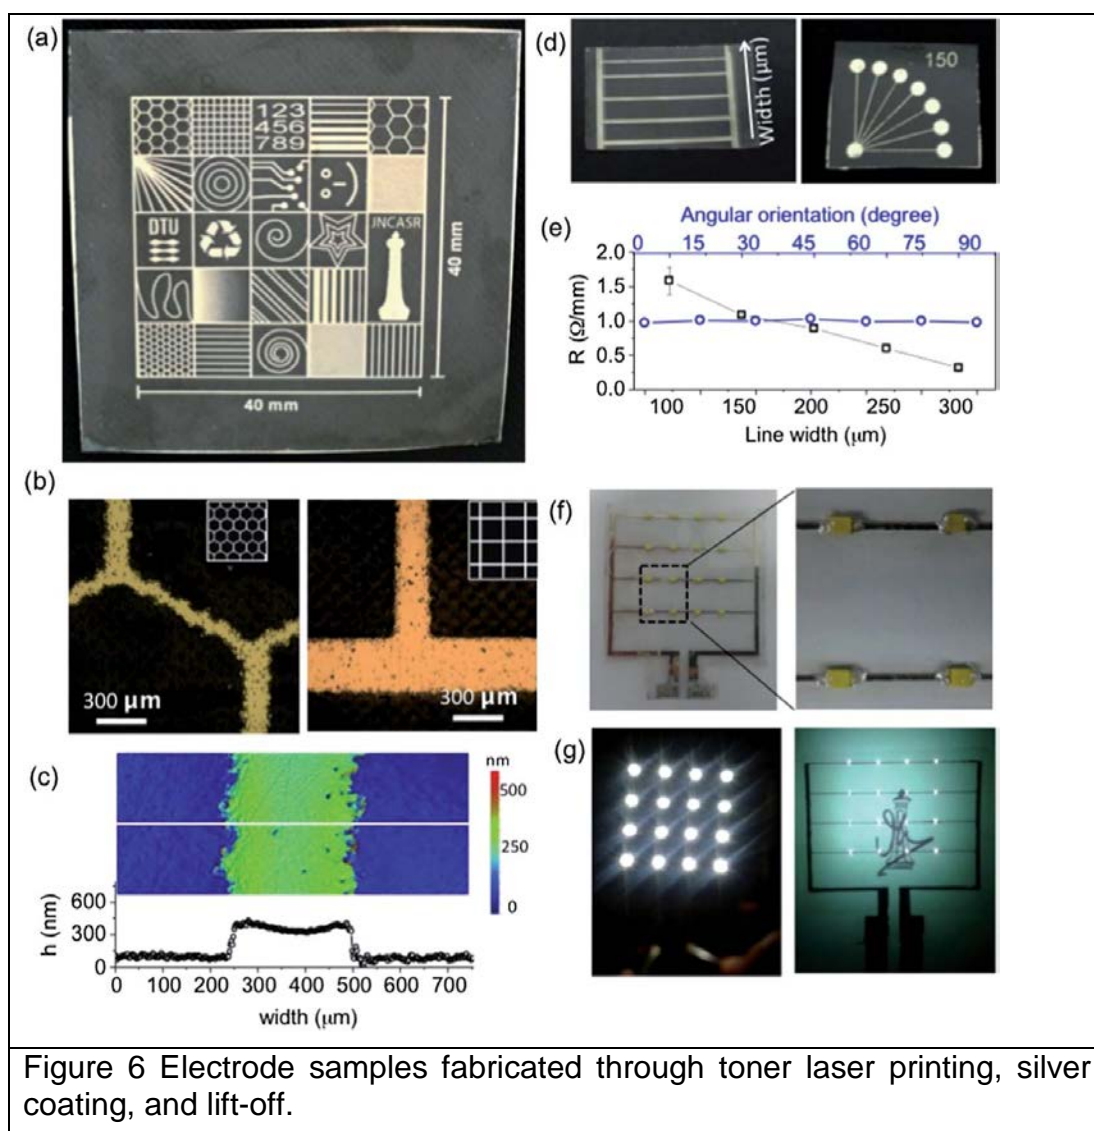 (a)
123
456
789
DTU
JNCASR
40 mm
40 mm
(b)
300 μm
300 μm
(c)
nm
500
250
0
h (nm)
600
300
0
0 100 200 300 400 500 600 700
width (μm)
(d)
Width (μm)
150
(e)
Angular orientation (degree)
0 15 30 45 60 75 90
R (Ω/mm)
2.0
1.5
1.0
0.5
0.0
100 150 200 250 300
Line width (μm)
(f)
(g)
Figure 6 Electrode samples fabricated through toner laser printing, silver
coating, and lift-off.